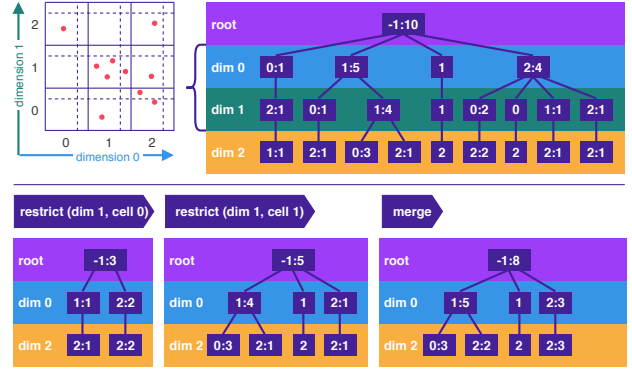 2
1
0
dimension 1
0 1 2
dimension 0
root -1:10
dim 0 0:1 1:5 1 2:4
dim 1 2:1 0:1 1:4 1 0:2 0 1:1 2:1
dim 2 1:1 2:1 0:3 2:1 2 2:2 2 2:1 2:1
restrict (dim 1, cell 0)
root -1:3
dim 0 1:1 2:2
dim 2 2:1 2:2
restrict (dim 1, cell 1)
root -1:5
dim 0 1:4 1 2:1
dim 2 0:3 2:1 2 2:1
merge
root -1:8
dim 0 1:5 1 2:3
dim 2 0:3 2:2 2 2:3